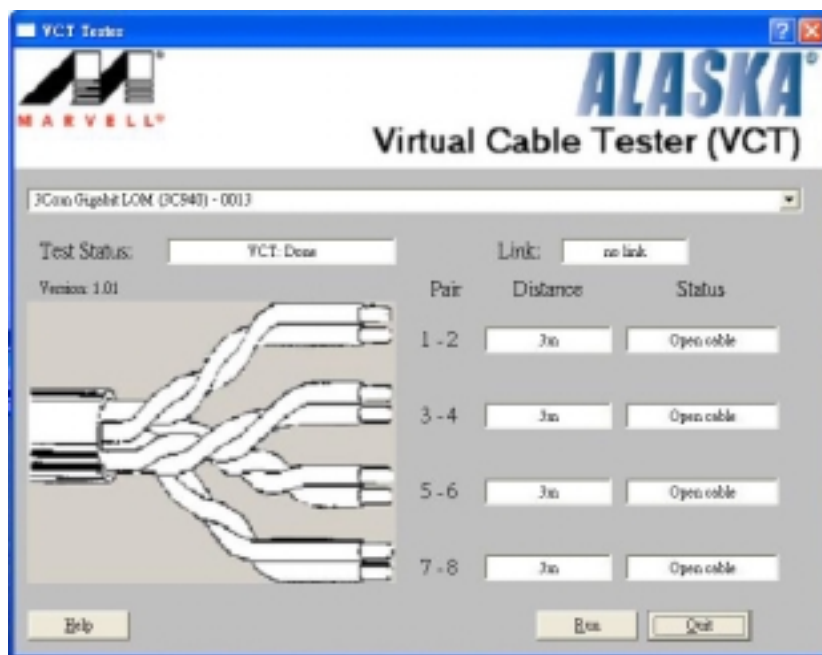 VCT Tester
MARVELL®
ALASKA®
Virtual Cable Tester (VCT)
3Com Gigabit LOM (3C940) - 0013
Test Status: VCT: Done Link: no link
Version: 1.01 Pair Distance Status
1 - 2 3m Open cable
3 - 4 3m Open cable
5 - 6 3m Open cable
7 - 8 3m Open cable
Help Run Quit